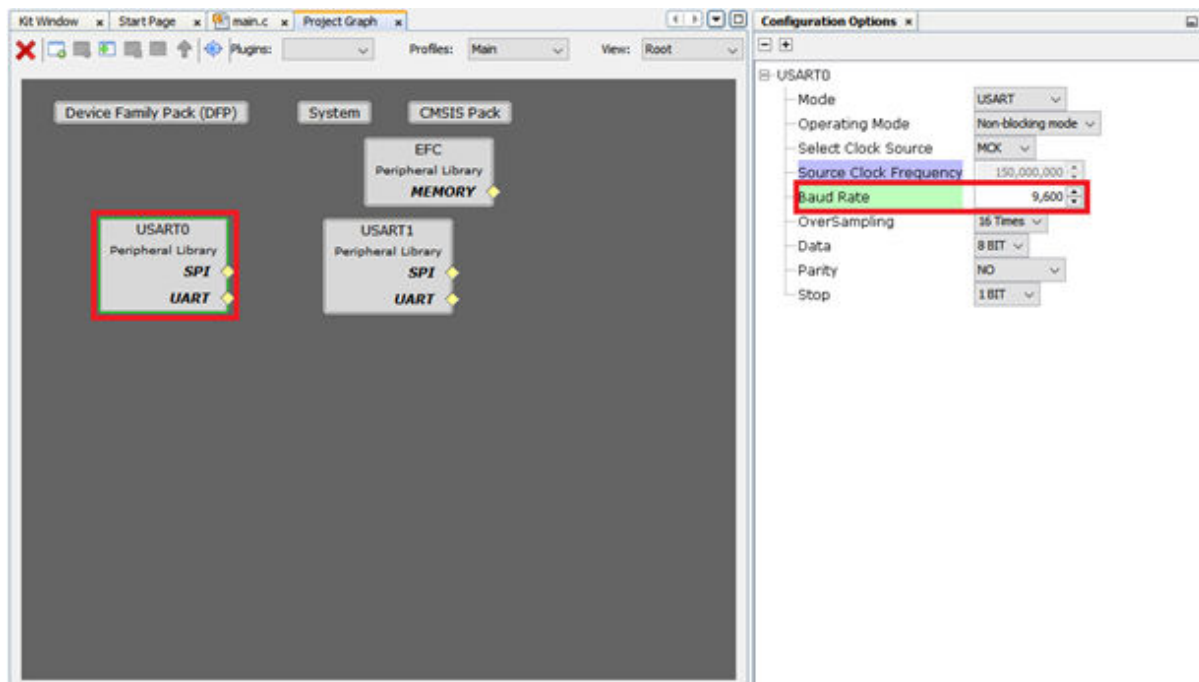 Kit Window x Start Page x main.c x Project Graph x
Plugins: Profiles: Main View: Root
Device Family Pack (DFP) System CMSIS Pack
EFC
Peripheral Library
MEMORY
USART0
Peripheral Library
SPI
UART
USART1
Peripheral Library
SPI
UART
Configuration Options x
USART0
Mode USART
Operating Mode Non-blocking mode
Select Clock Source MCK
Source Clock Frequency 150,000,000
Baud Rate 9,600
OverSampling 16 Times
Data 8 BIT
Parity NO
Stop 1 BIT